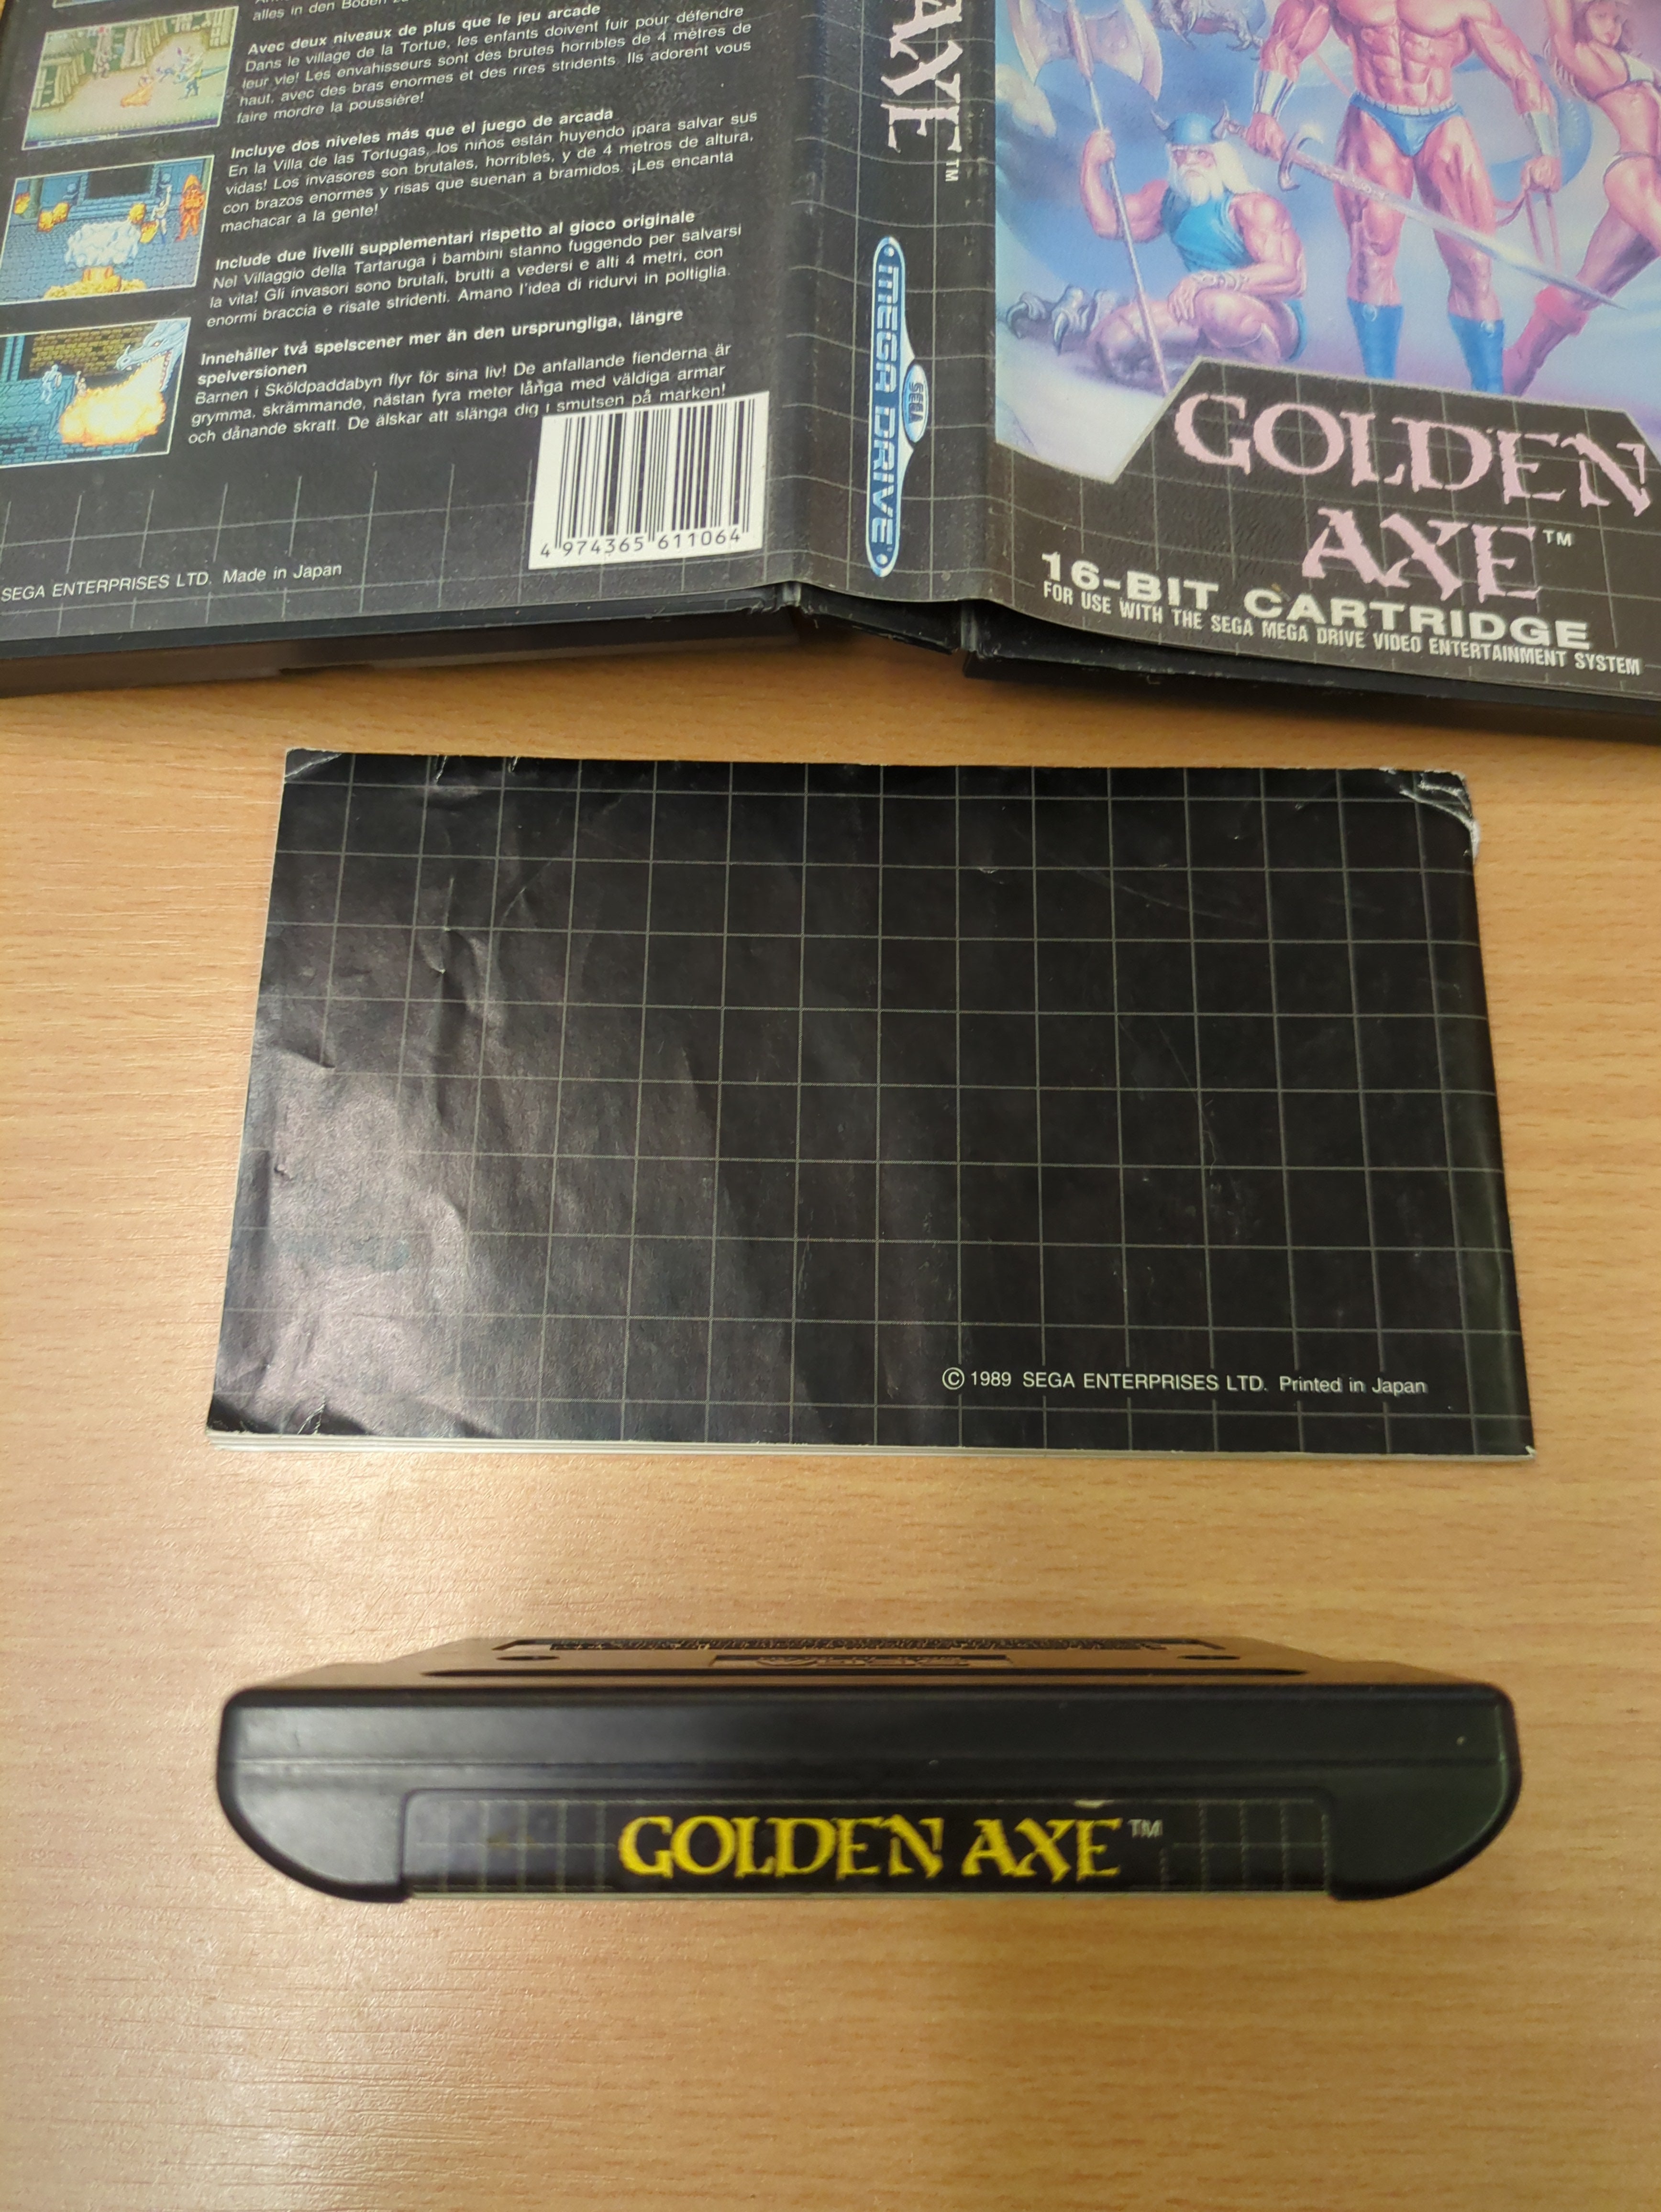 alles in den Boden
Avec deux niveaux de plus que le jeu arcade
Dans le village de la Tortue, les enfants doivent fuir pour défendre
leur vie! Les envahisseurs sont des brutes horribles de 4 mètres de
haut, avec des bras enormes et des rires stridents. Ils adorent vous
faire mordre la poussière!
Incluye dos niveles más que el juego de arcada
En la Villa de las Tortugas, los niños están huyendo ¡para salvar sus
vidas! Los invasores son brutales, horribles, y de 4 metros de altura,
con brazos enormes y risas que suenan a bramidos. ¡Les encanta
machacar a la gente!
Include due livelli supplementari rispetto al gioco originale
Nel Villaggio della Tartaruga i bambini stanno fuggendo per salvarsi
la vita! Gli invasori sono brutali, brutti a vedersi e alti 4 metri, con
enormi braccia e risate stridenti. Amano l'idea di ridurvi in poltiglia.
Innehåller två spelscener mer än den ursprungliga, längre
spelversionen
Barnen i Sköldpaddabyn flyr för sina liv! De anfallande fienderna är
grymma, skrämmande, nästan fyra meter långa med väldiga armar
och dånande skratt. De älskar att slänga dig i smutsen på marken!
4 974365 611064
SEGA ENTERPRISES LTD. Made in Japan
AXE™
MEGA DRIVE
SEGA
GOLDEN
AXE™
16-BIT CARTRIDGE
FOR USE WITH THE SEGA MEGA DRIVE VIDEO ENTERTAINMENT SYSTEM
© 1989 SEGA ENTERPRISES LTD. Printed in Japan
GOLDEN AXE™